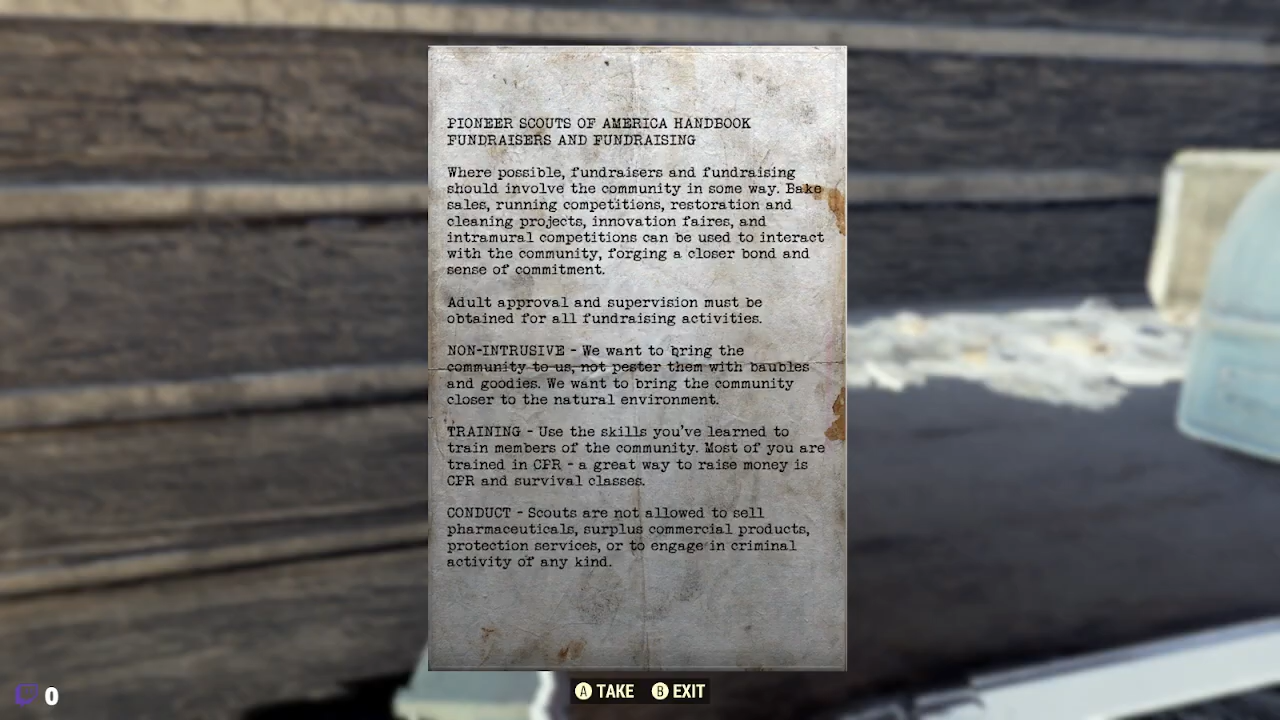 PIONEER SCOUTS OF AMERICA HANDBOOK
FUNDRAISERS AND FUNDRAISING
Where possible, fundraisers and fundraising
should involve the community in some way. Bake
sales, running competitions, restoration and
cleaning projects, innovation faires, and
intramural competitions can be used to interact
with the community, forging a closer bond and
sense of commitment.
Adult approval and supervision must be
obtained for all fundraising activities.
NON-INTRUSIVE - We want to bring the
community to us, not pester them with baubles
and goodies. We want to bring the community
closer to the natural environment.
TRAINING - Use the skills you've learned to
train members of the community. Most of you are
trained in CPR - a great way to raise money is
CPR and survival classes.
CONDUCT - Scouts are not allowed to sell
pharmaceuticals, surplus commercial products,
protection services, or to engage in criminal
activity of any kind.
A TAKE B EXIT
0